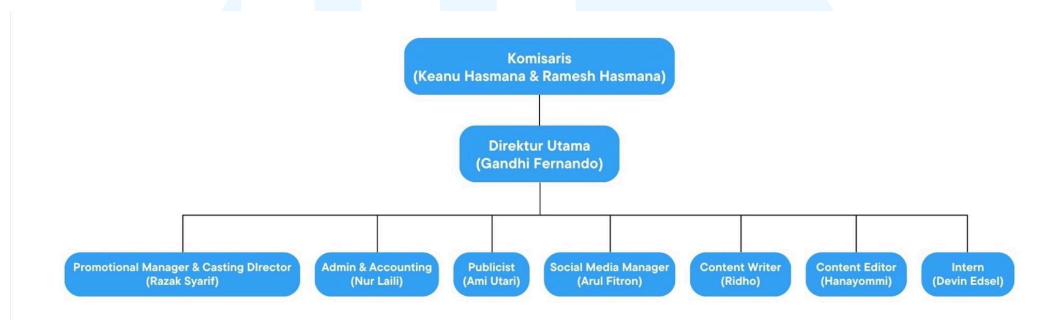 Komisaris
(Keanu Hasmana & Ramesh Hasmana)
Direktur Utama
(Gandhi Fernando)
Promotional Manager & Casting DIrector
(Razak Syarif)
Admin & Accounting
(Nur Laili)
Publicist
(Ami Utari)
Social Media Manager
(Arul Fitron)
Content Writer
(Ridho)
Content Editor
(Hanayommi)
Intern
(Devin Edsel)